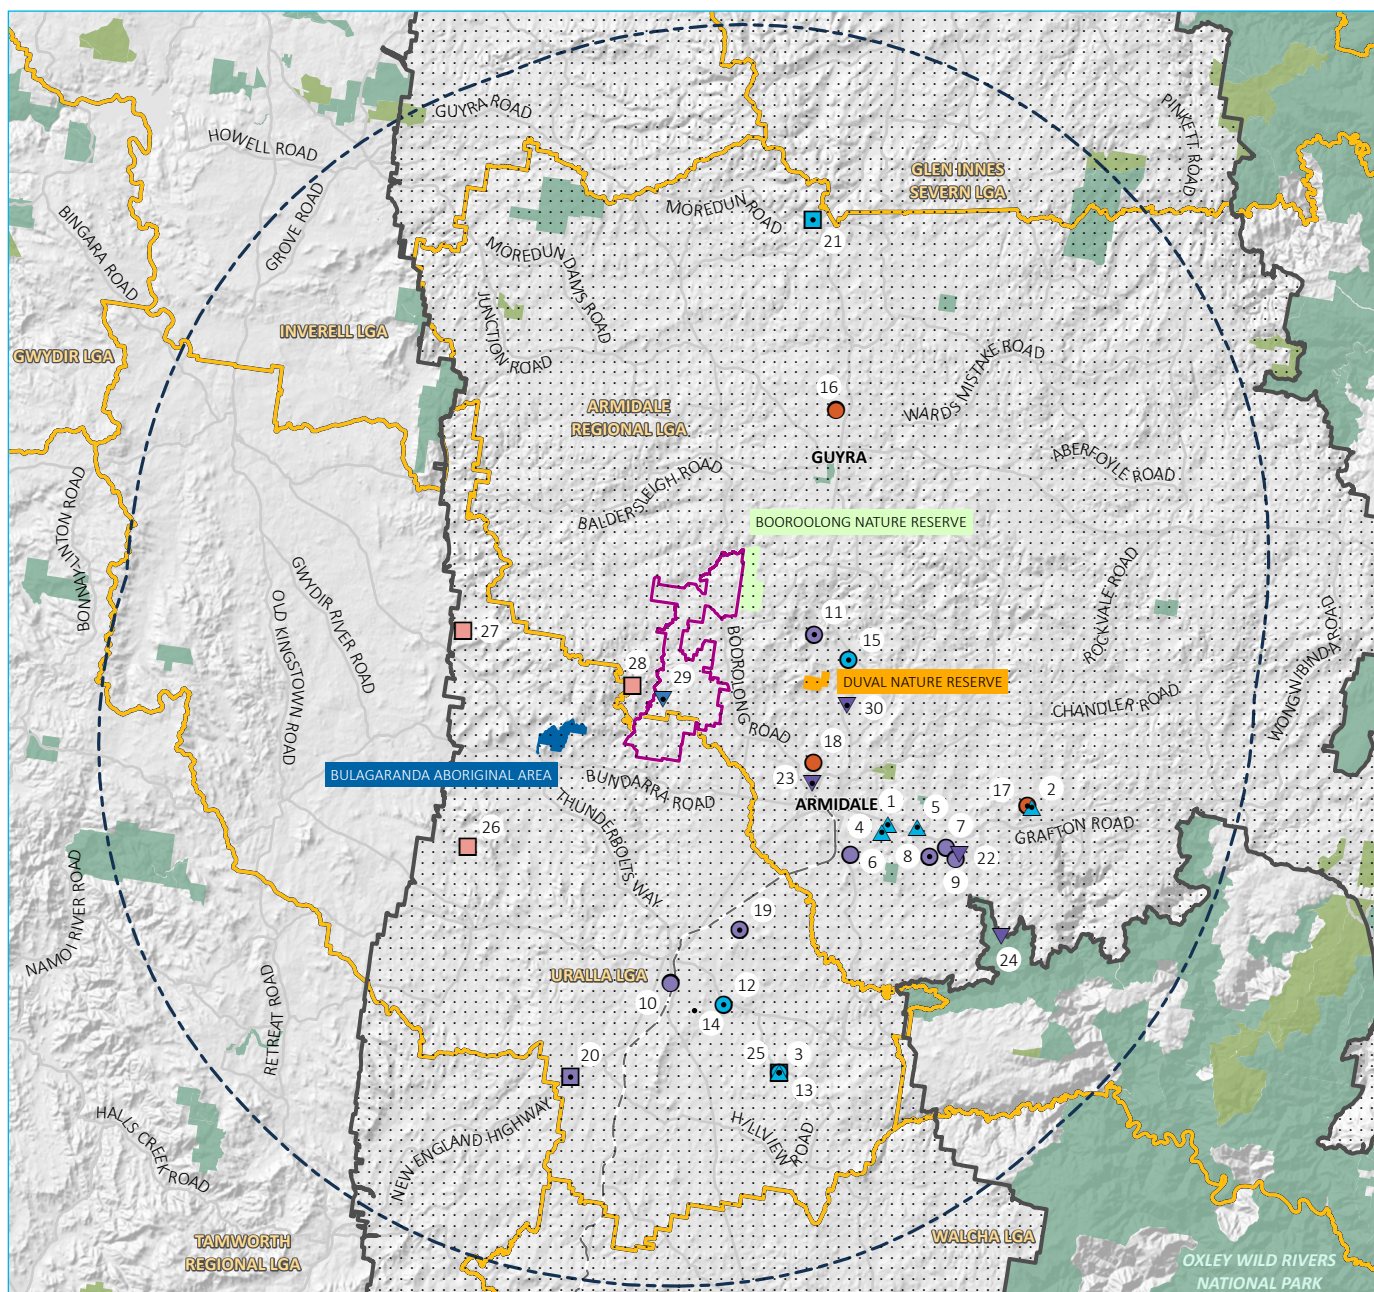 GUYRA ROAD
HOWELL ROAD
PINKETT ROAD
GLEN INNES
SEVERN LGA
BINGARA ROAD
GROVE ROAD
MOREDUN ROAD
21
MOREDUN DAMS ROAD
JUNCTION ROAD
INVERELL LGA
GWYDIR LGA
WARDS MISTAKE ROAD
16
ARMIDALE
REGIONAL LGA
GUYRA
ABERFOYLE ROAD
BALDERSLEIGH ROAD
BOOROOLONG NATURE RESERVE
BONNAY-LINTON ROAD
GWYDIR RIVER ROAD
OLD KINGSTOWN ROAD
ROCKVALE ROAD
WONGWIBINDA ROAD
11
27
15
BOOROLONG ROAD
28
29
DUVAL NATURE RESERVE
30
CHANDLER ROAD
18
BULAGARANDA ABORIGINAL AREA
BUNDARRA ROAD
23
ARMIDALE
1
5
17
2
THUNDERBOLTS WAY
26
4
7
GRAFTON ROAD
6
8
22
9
NAMOI RIVER ROAD
19
24
URALLA LGA
RETREAT ROAD
10
12
14
20
25
3
13
HALLS CREEK ROAD
NEW ENGLAND HIGHWAY
HILLVIEW ROAD
TAMWORTH
REGIONAL LGA
WALCHA LGA
OXLEY WILD RIVERS
NATIONAL PARK